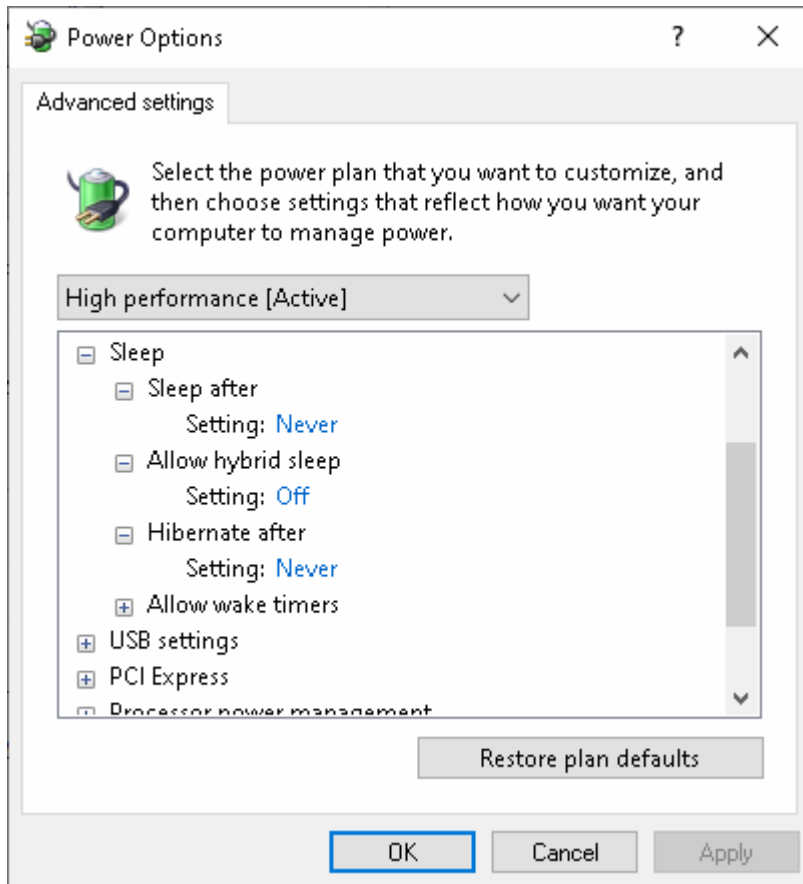 Power Options
Advanced settings
Select the power plan that you want to customize, and
then choose settings that reflect how you want your
computer to manage power.
High performance [Active]
Sleep
Sleep after
Setting: Never
Allow hybrid sleep
Setting: Off
Hibernate after
Setting: Never
Allow wake timers
USB settings
PCI Express
Processor power management
Restore plan defaults
OK Cancel Apply